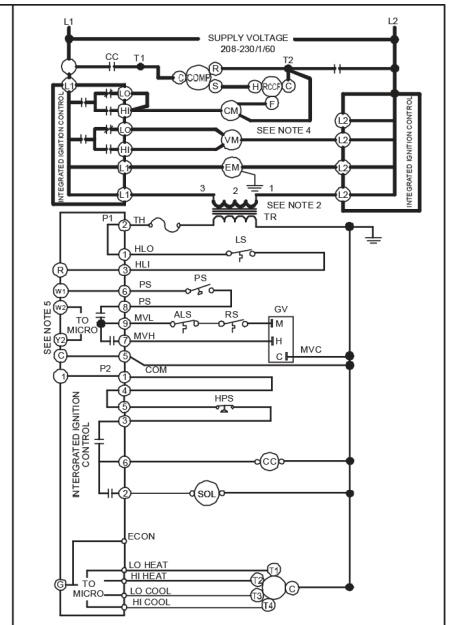 L1 L2
SUPPLY VOLTAGE
208-230/1/60
CC T1 T2
C COMP R
S H RCCF C
F
L1 LO
HI CM
LO SEE NOTE 4 L2
HI VM L2
L1 EM L2
L1 3 2 1 L2
INTEGRATED IGNITION CONTROL
INTEGRATED IGNITION CONTROL
SEE NOTE 2
TR
P1 2 TH
LS
1 HLO
R 3 HLI
W1 6 PS PS
W2 8 PS
TO MICRO 9 MVL ALS RS GV M
Y2 7 MVH H
C 5 C MVC
SEE NOTE 5
1 P2 1 COM
4
5 HPS
3
INTERGRATED IGNITION CONTROL
6 CC
2 SOL
ECON
LO HEAT T1
G TO HI HEAT T2 C
MICRO LO COOL T3
HI COOL T4